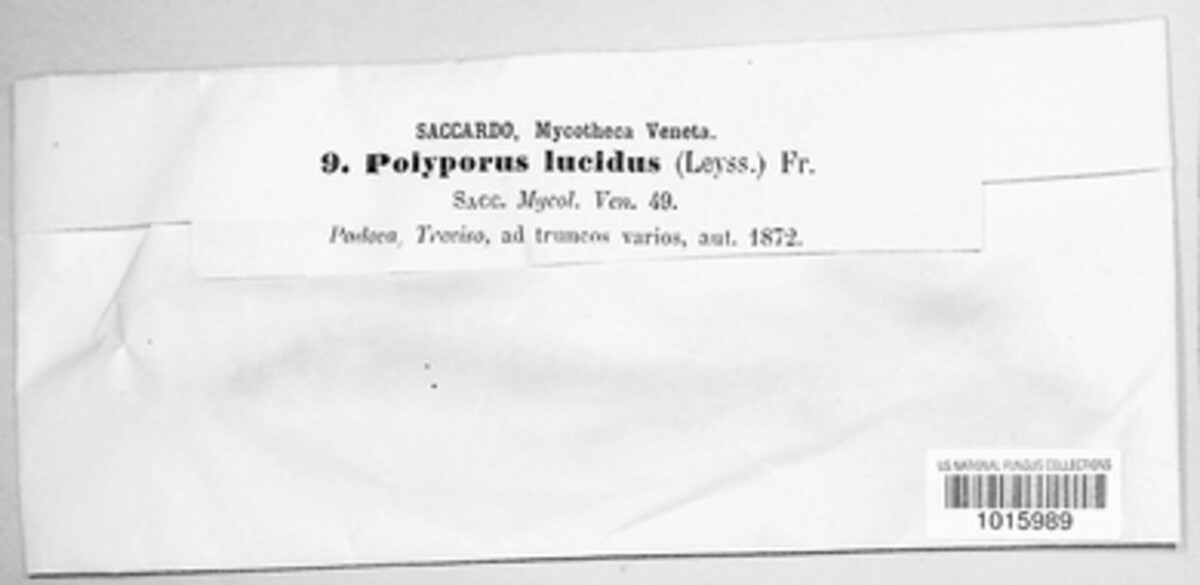 SACCARDO, Mycotheca Veneta.
9. Polyporus lucidus (Leyss.) Fr.
SACC. Mycol. Ven. 49.
Padova, Treviso, ad truncos varios, aut. 1872.
US NATIONAL FUNGUS COLLECTIONS
1015989